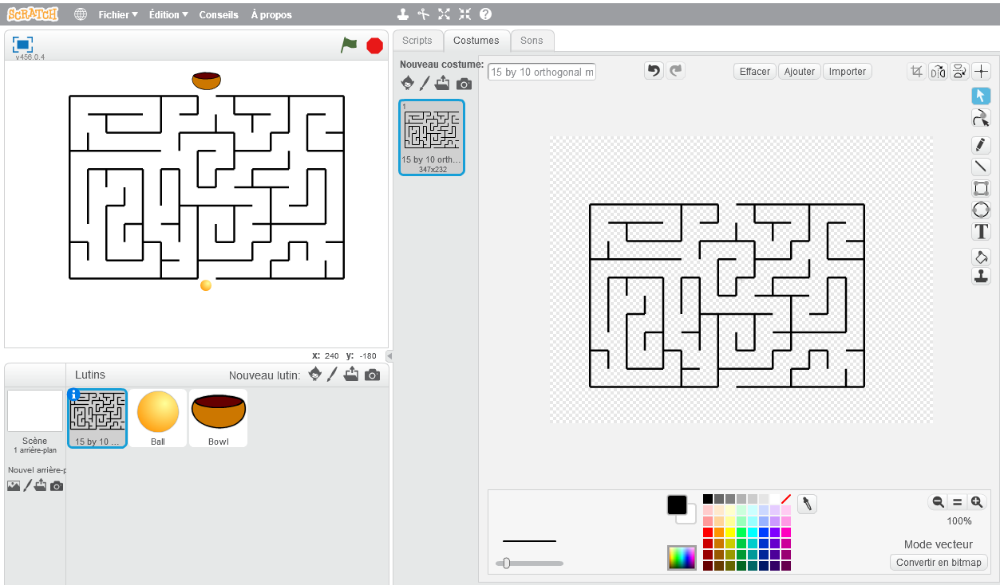 SCRATCH Fichier Édition Conseils À propos
v456.0.4
Scripts Costumes Sons
Nouveau costume:
15 by 10 orthogonal m
Effacer Ajouter Importer
1
15 by 10 orth...
347x232
T
x: 240 y: -180
Lutins
Nouveau lutin:
Scène
1 arrière-plan
Nouvel arrière-p
15 by 10 ...
Ball
Bowl
100%
Mode vecteur
Convertir en bitmap